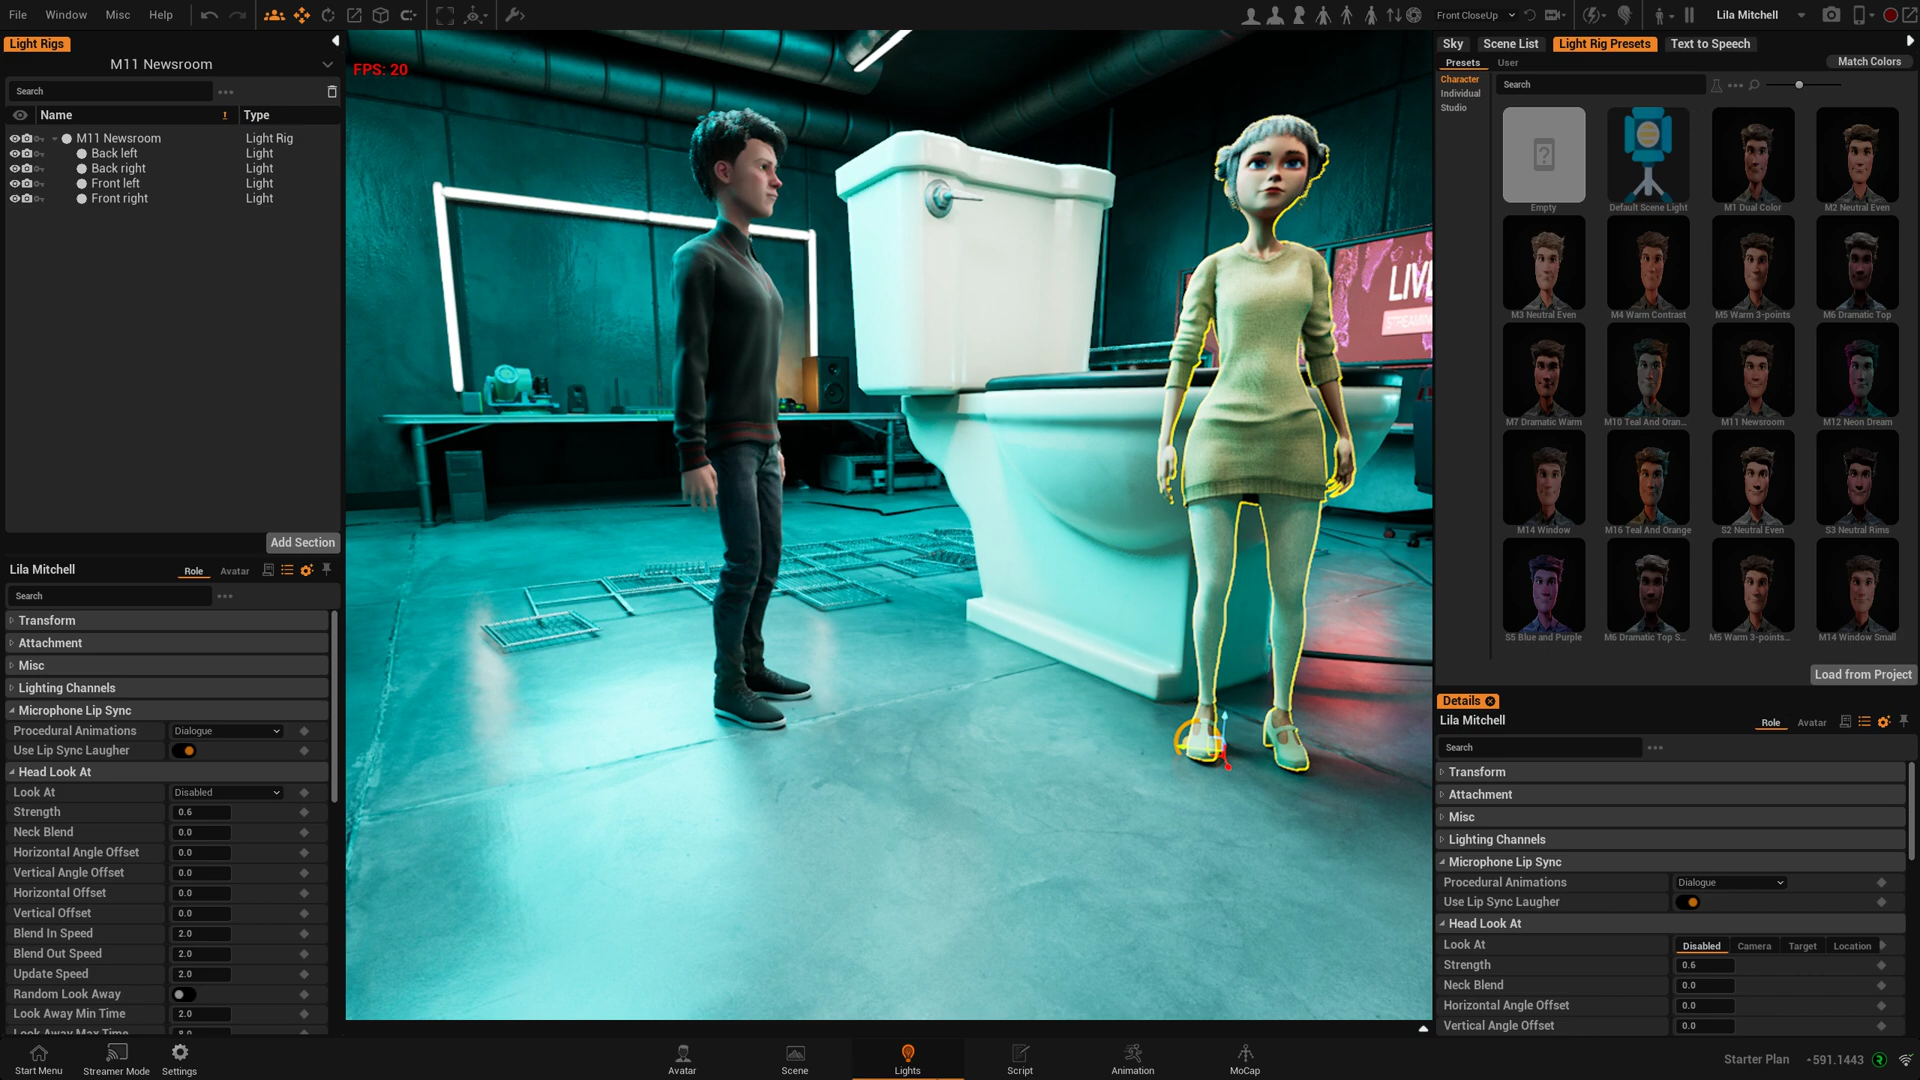 File Window Misc Help
Front CloseUp
Lila Mitchell
Light Rigs
M11 Newsroom
Search
Name ! Type
M11 Newsroom Light Rig
Back left Light
Back right Light
Front left Light
Front right Light
Add Section
Lila Mitchell
Role Avatar
Search
Transform
Attachment
Misc
Lighting Channels
Microphone Lip Sync
Procedural Animations Dialogue
Use Lip Sync Laugher
Head Look At
Look At Disabled
Strength 0.6
Neck Blend 0.0
Horizontal Angle Offset 0.0
Vertical Angle Offset 0.0
Horizontal Offset 0.0
Vertical Offset 0.0
Blend In Speed 2.0
Blend Out Speed 2.0
Update Speed 2.0
Random Look Away
Look Away Min Time 2.0
Look Away Max Time 8.0
FPS: 20
Sky Scene List Light Rig Presets Text to Speech
Presets User Match Colors
Character
Individual
Studio
Search
Empty Default Scene Light M1 Dual Color M2 Neutral Even
M3 Neutral Even M4 Warm Contrast M5 Warm 3-points M6 Dramatic Top
M7 Dramatic Warm M10 Teal And Oran... M11 Newsroom M12 Neon Dream
M14 Window M16 Teal And Orange S2 Neutral Even S3 Neutral Rims
S5 Blue and Purple M6 Dramatic Top S... M5 Warm 3-points... M14 Window Small
Load from Project
Details
Lila Mitchell
Role Avatar
Search
Transform
Attachment
Misc
Lighting Channels
Microphone Lip Sync
Procedural Animations Dialogue
Use Lip Sync Laugher
Head Look At
Look At Disabled Camera Target Location
Strength 0.6
Neck Blend 0.0
Horizontal Angle Offset 0.0
Vertical Angle Offset 0.0
Start Menu Streamer Mode Settings
Avatar Scene Lights Script Animation MoCap
Starter Plan
591.1443